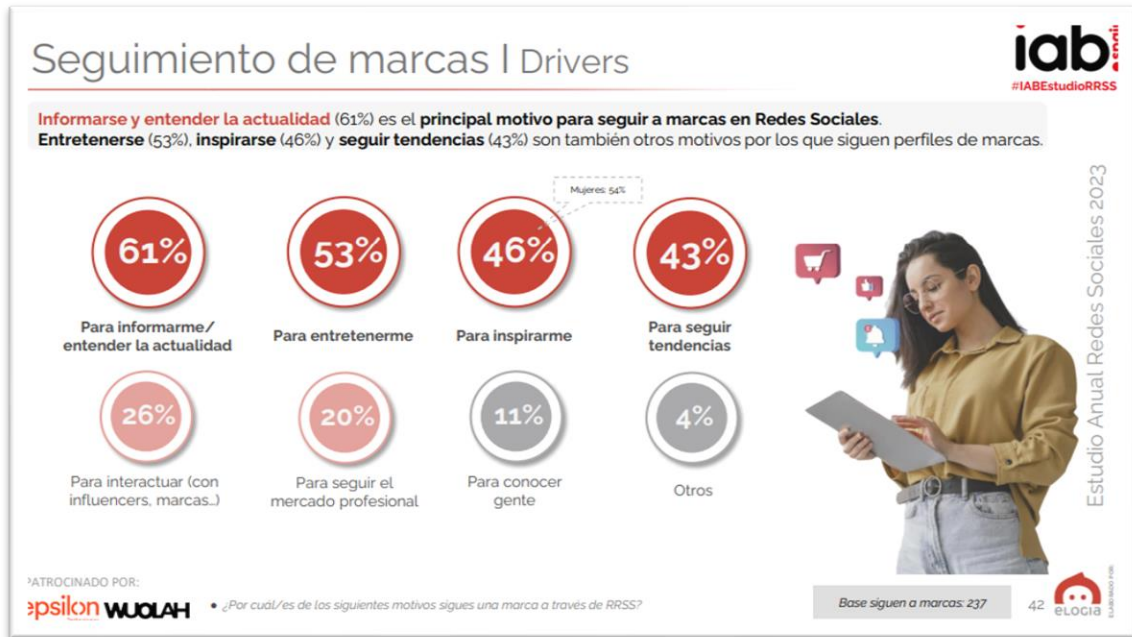 Seguimiento de marcas I Drivers
iab:
spain
#IABEstudioRRSS
Informarse y entender la actualidad (61%) es el principal motivo para seguir a marcas en Redes Sociales.
Entretenerse (53%), inspirarse (46%) y seguir tendencias (43%) son también otros motivos por los que siguen perfiles de marcas.
Mujeres: 54%
61%
53%
46%
43%
Para informarme/
entender la actualidad
Para entretenerme
Para inspirarme
Para seguir
tendencias
26%
20%
11%
4%
Para interactuar (con
influencers, marcas...)
Para seguir el
mercado profesional
Para conocer
gente
Otros
Estudio Anual Redes Sociales 2023
PATROCINADO POR:
epsilon
WUOLAH
• ¿Por cuál/es de los siguientes motivos sigues una marca a través de RRSS?
Base siguen a marcas: 237
42
eLOGIA
ELABORADO POR: